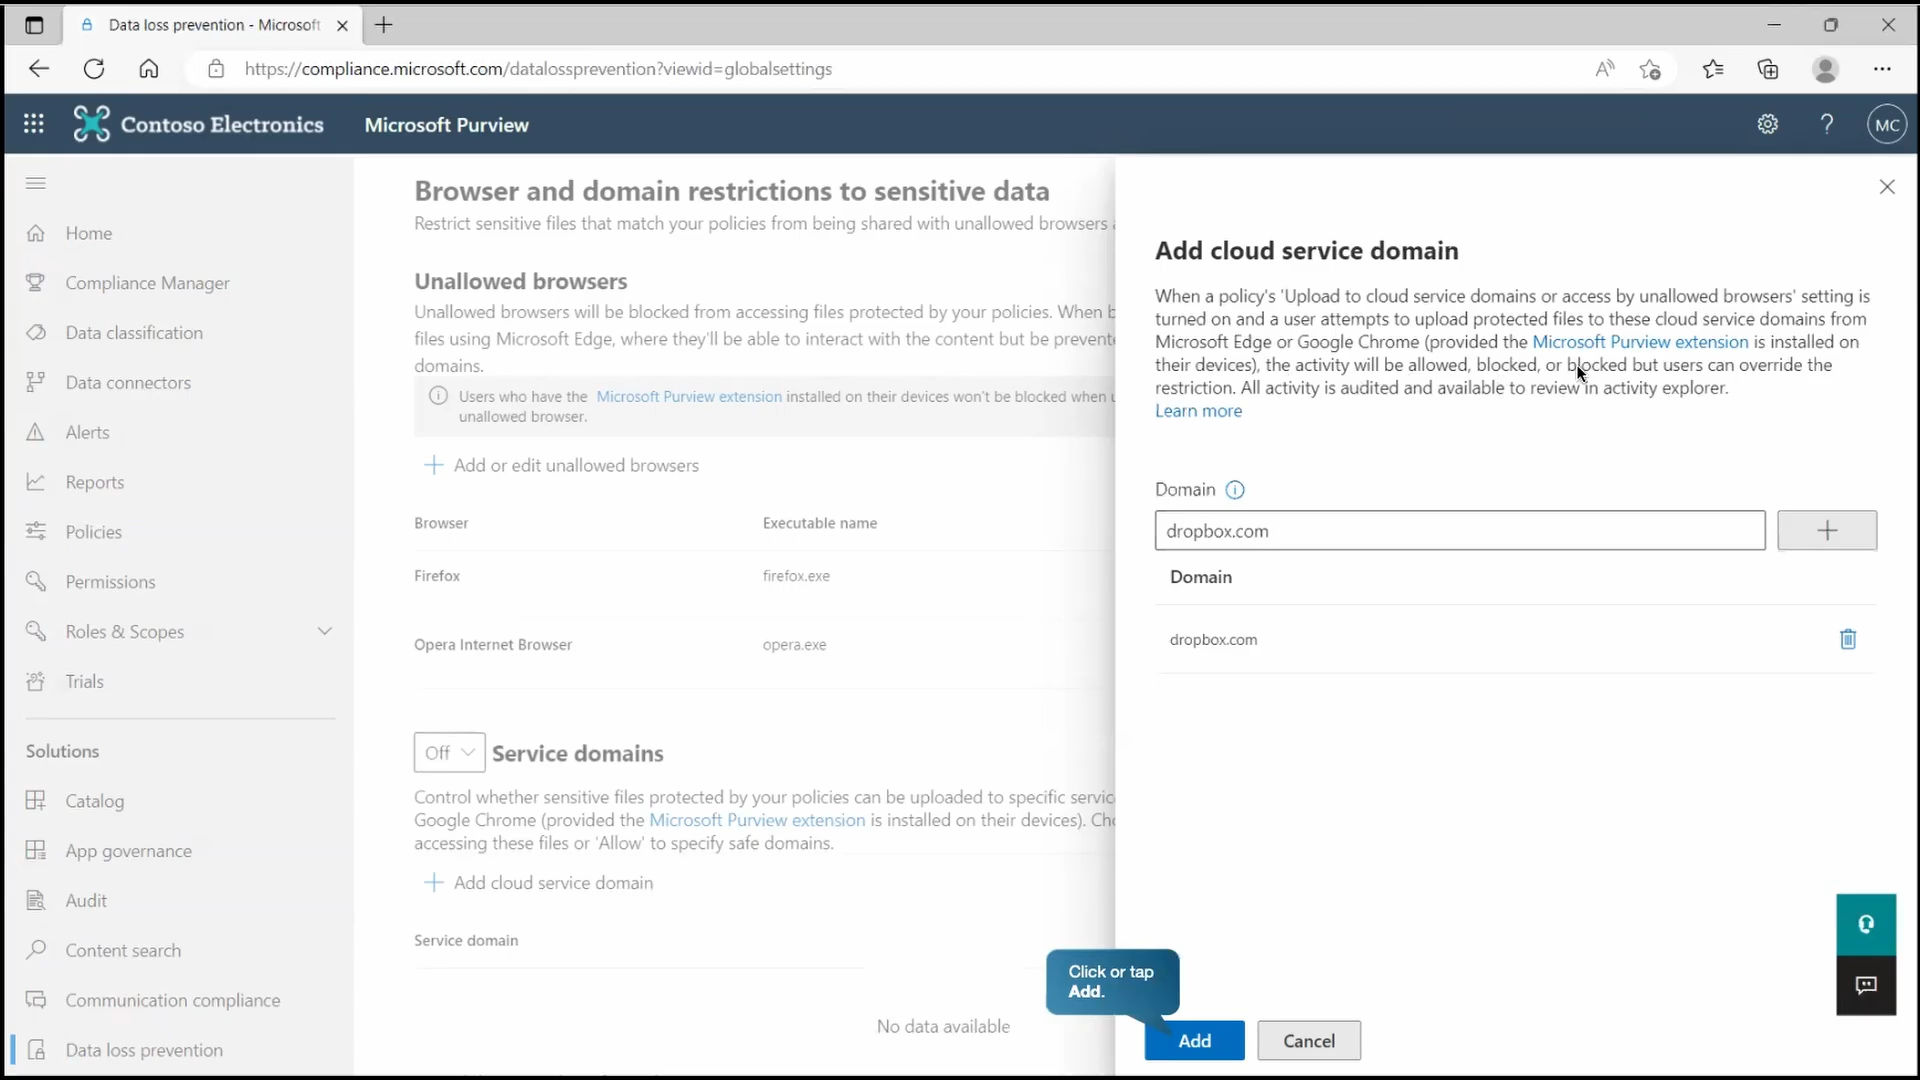 Data loss prevention - Microsoft
https://compliance.microsoft.com/datalossprevention?viewid=globalsettings
Contoso Electronics
Microsoft Purview
MC
Home
Compliance Manager
Data classification
Data connectors
Alerts
Reports
Policies
Permissions
Roles & Scopes
Trials
Solutions
Catalog
App governance
Audit
Content search
Communication compliance
Data loss prevention
Browser and domain restrictions to sensitive data
Restrict sensitive files that match your policies from being shared with unallowed browsers
Unallowed browsers
Unallowed browsers will be blocked from accessing files protected by your policies. When
files using Microsoft Edge, where they'll be able to interact with the content but be prevente
domains.
Users who have the Microsoft Purview extension installed on their devices won't be blocked when
unallowed browser.
Add or edit unallowed browsers
Browser Executable name
Firefox firefox.exe
Opera Internet Browser opera.exe
Off Service domains
Control whether sensitive files protected by your policies can be uploaded to specific servic
Google Chrome (provided the Microsoft Purview extension is installed on their devices).
accessing these files or 'Allow' to specify safe domains.
Add cloud service domain
Service domain
No data available
Add cloud service domain
When a policy's 'Upload to cloud service domains or access by unallowed browsers' setting is
turned on and a user attempts to upload protected files to these cloud service domains from
Microsoft Edge or Google Chrome (provided the Microsoft Purview extension is installed on
their devices), the activity will be allowed, blocked, or blocked but users can override the
restriction. All activity is audited and available to review in activity explorer.
Learn more
Domain
dropbox.com
Domain
dropbox.com
Click or tap
Add.
Add
Cancel